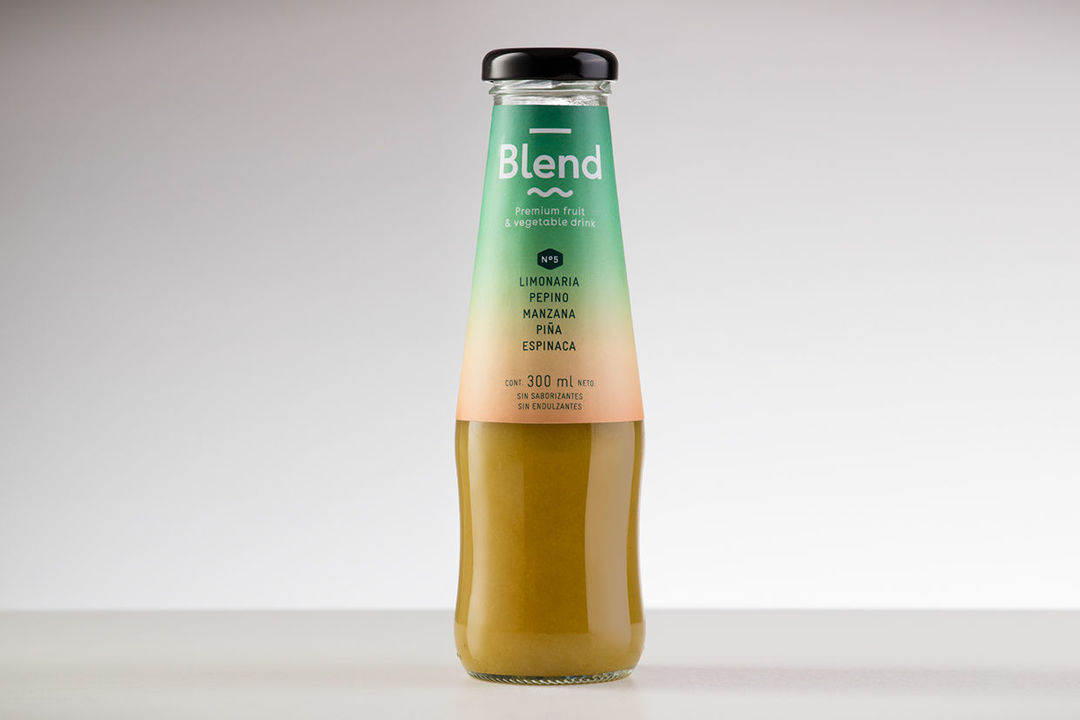 Blend
Premium fruit
& vegetable drink
Nº5
LIMONARIA
PEPINO
MANZANA
PIÑA
ESPINACA
CONT. 300 ml NETO
SIN SABORIZANTES
SIN ENDULZANTES